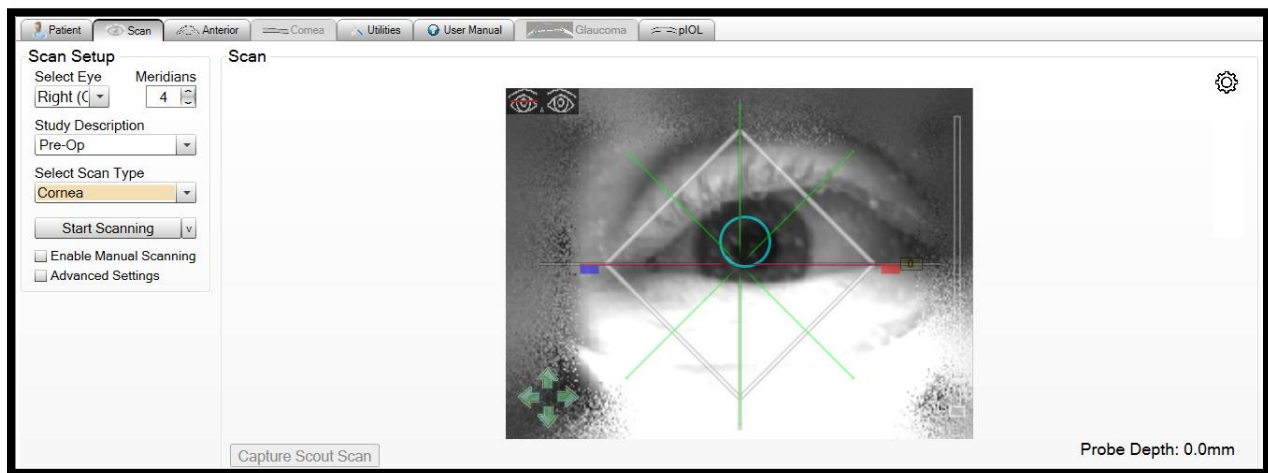 Patient Scan Anterior Cornea Utilities User Manual Glaucoma pIOL
Scan Setup
Select Eye Meridians
Right (C 4
Study Description
Pre-Op
Select Scan Type
Cornea
Start Scanning v
Enable Manual Scanning
Advanced Settings
Scan
0
Capture Scout Scan
Probe Depth: 0.0mm